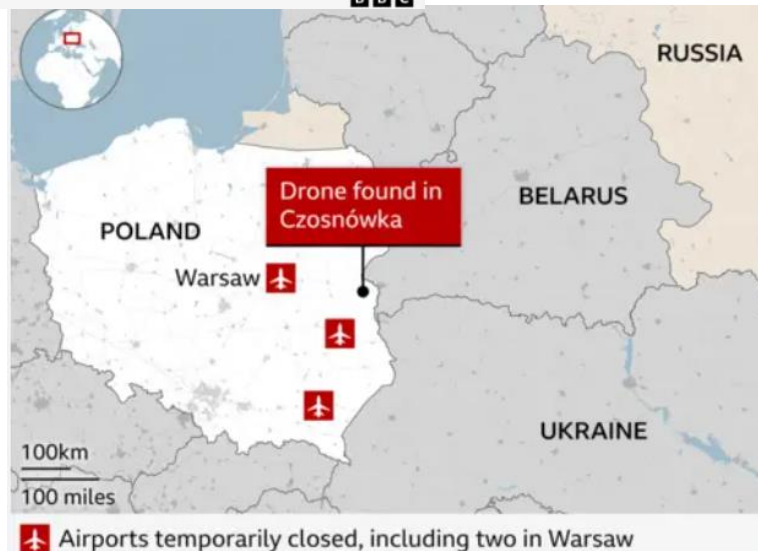 BBC
RUSSIA
Drone found in
Czosnówka
BELARUS
POLAND
Warsaw
UKRAINE
100km
100 miles
Airports temporarily closed, including two in Warsaw